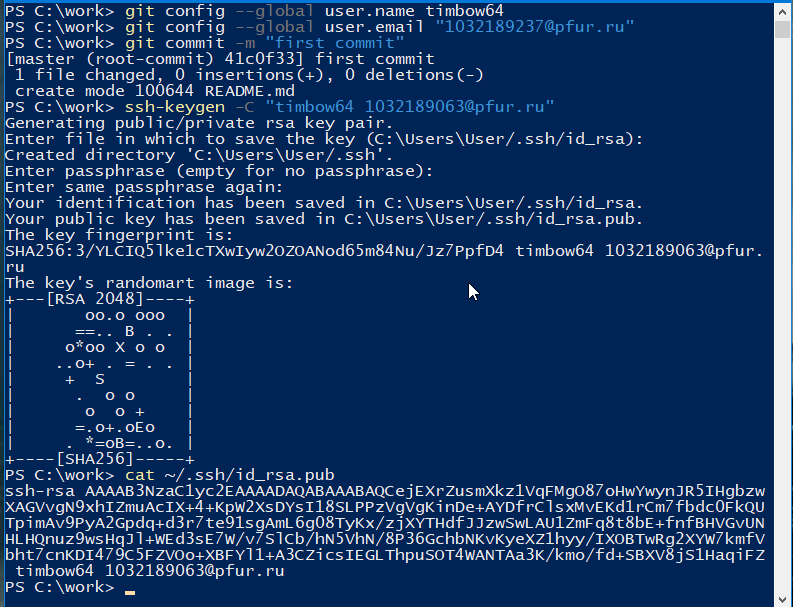 PS C:\work> git config --global user.name timbow64
PS C:\work> git config --global user.email "1032189237@pfur.ru"
PS C:\work> git commit -m "first commit"
[master (root-commit) 41c0f33] first commit
 1 file changed, 0 insertions(+), 0 deletions(-)
 create mode 100644 README.md
PS C:\work> ssh-keygen -C "timbow64 1032189063@pfur.ru"
Generating public/private rsa key pair.
Enter file in which to save the key (C:\Users\User/.ssh/id_rsa):
Created directory 'C:\Users\User/.ssh'.
Enter passphrase (empty for no passphrase):
Enter same passphrase again:
Your identification has been saved in C:\Users\User/.ssh/id_rsa.
Your public key has been saved in C:\Users\User/.ssh/id_rsa.pub.
The key fingerprint is:
SHA256:3/YLCIQ5lke1cTXwIyw2OZOANod65m84Nu/Jz7PpfD4 timbow64 1032189063@pfur.
ru
The key's randomart image is:
+---[RSA 2048]----+
|       oo.o ooo  |
|      ==.. B . . |
|     o*oo X o o  |
|    ..o+ . = . . |
|     +  S        |
|      .  o o     |
|       o  o +    |
|      =.o+.oEo   |
|     . *=oB=..o. |
+----[SHA256]-----+
PS C:\work> cat ~/.ssh/id_rsa.pub
ssh-rsa AAAAB3NzaC1yc2EAAAADAQABAAABAQCejEXrZusmXkz1VqFMgO87oHwYwynJR5IHgbzw
XAGVvgN9xhIZmuAcIX+4+KpW2XsDYsI18SLPPzVgVgKinDe+AYDfrClsxMvEKd1rCm7fbdc0FkQU
TpimAv9PyA2Gpdq+d3r7te91sgAmL6g08TyKx/zjXYTHdfJJzwSwLAU1ZmFq8t8bE+fnfBHVGvUN
HLHQnuz9wsHqJl+WEd3sE7W/v7SlCb/hN5VhN/8P36GchbNKvKyeXZ1hyy/IXOBTwRg2XYW7kmfV
bht7cnKDI479C5FZVOo+XBFYl1+A3CZicsIEGLThpuSOT4WANTAa3K/kmo/fd+SBXV8jS1HaqiFZ
 timbow64 1032189063@pfur.ru
PS C:\work>